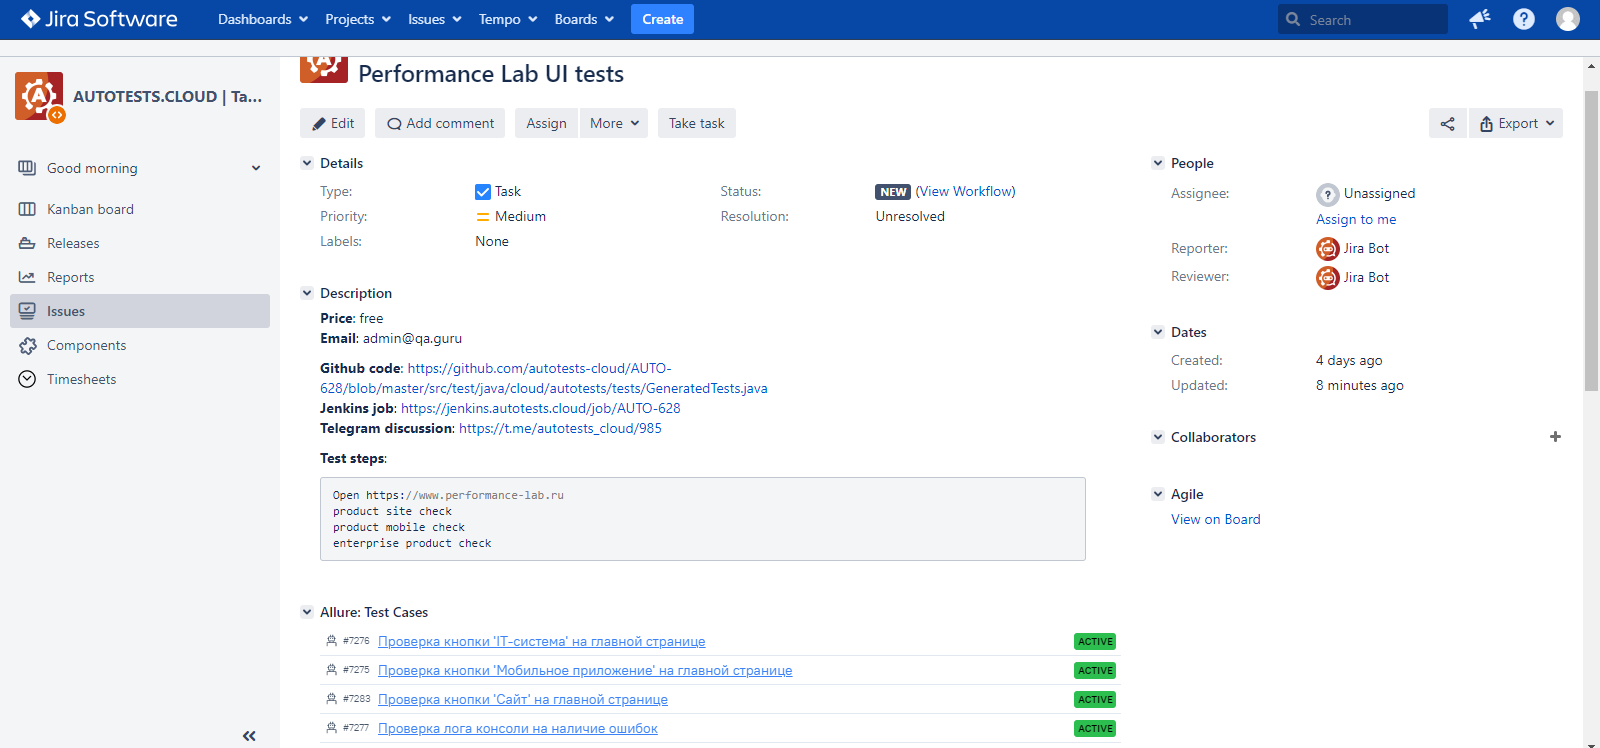 Jira Software
Dashboards
Projects
Issues
Tempo
Boards
Create
Search
AUTOTESTS.CLOUD | Ta...
Good morning
Kanban board
Releases
Reports
Issues
Components
Timesheets
Performance Lab UI tests
Edit
Add comment
Assign
More
Take task
Export
Details
Type:
Task
Status:
NEW (View Workflow)
Priority:
Medium
Resolution:
Unresolved
Labels:
None
Description
Price: free
Email: admin@qa.guru
Github code: https://github.com/autotests-cloud/AUTO-
628/blob/master/src/test/java/cloud/autotests/tests/GeneratedTests.java
Jenkins job: https://jenkins.autotests.cloud/job/AUTO-628
Telegram discussion: https://t.me/autotests_cloud/985
Test steps:
Open https://www.performance-lab.ru
product site check
product mobile check
enterprise product check
Allure: Test Cases
#7276 Проверка кнопки 'IT-система' на главной странице ACTIVE
#7275 Проверка кнопки 'Мобильное приложение' на главной странице ACTIVE
#7283 Проверка кнопки 'Сайт' на главной странице ACTIVE
#7277 Проверка лога консоли на наличие ошибок ACTIVE
People
Assignee:
Unassigned
Assign to me
Reporter:
Jira Bot
Reviewer:
Jira Bot
Dates
Created:
4 days ago
Updated:
8 minutes ago
Collaborators
Agile
View on Board